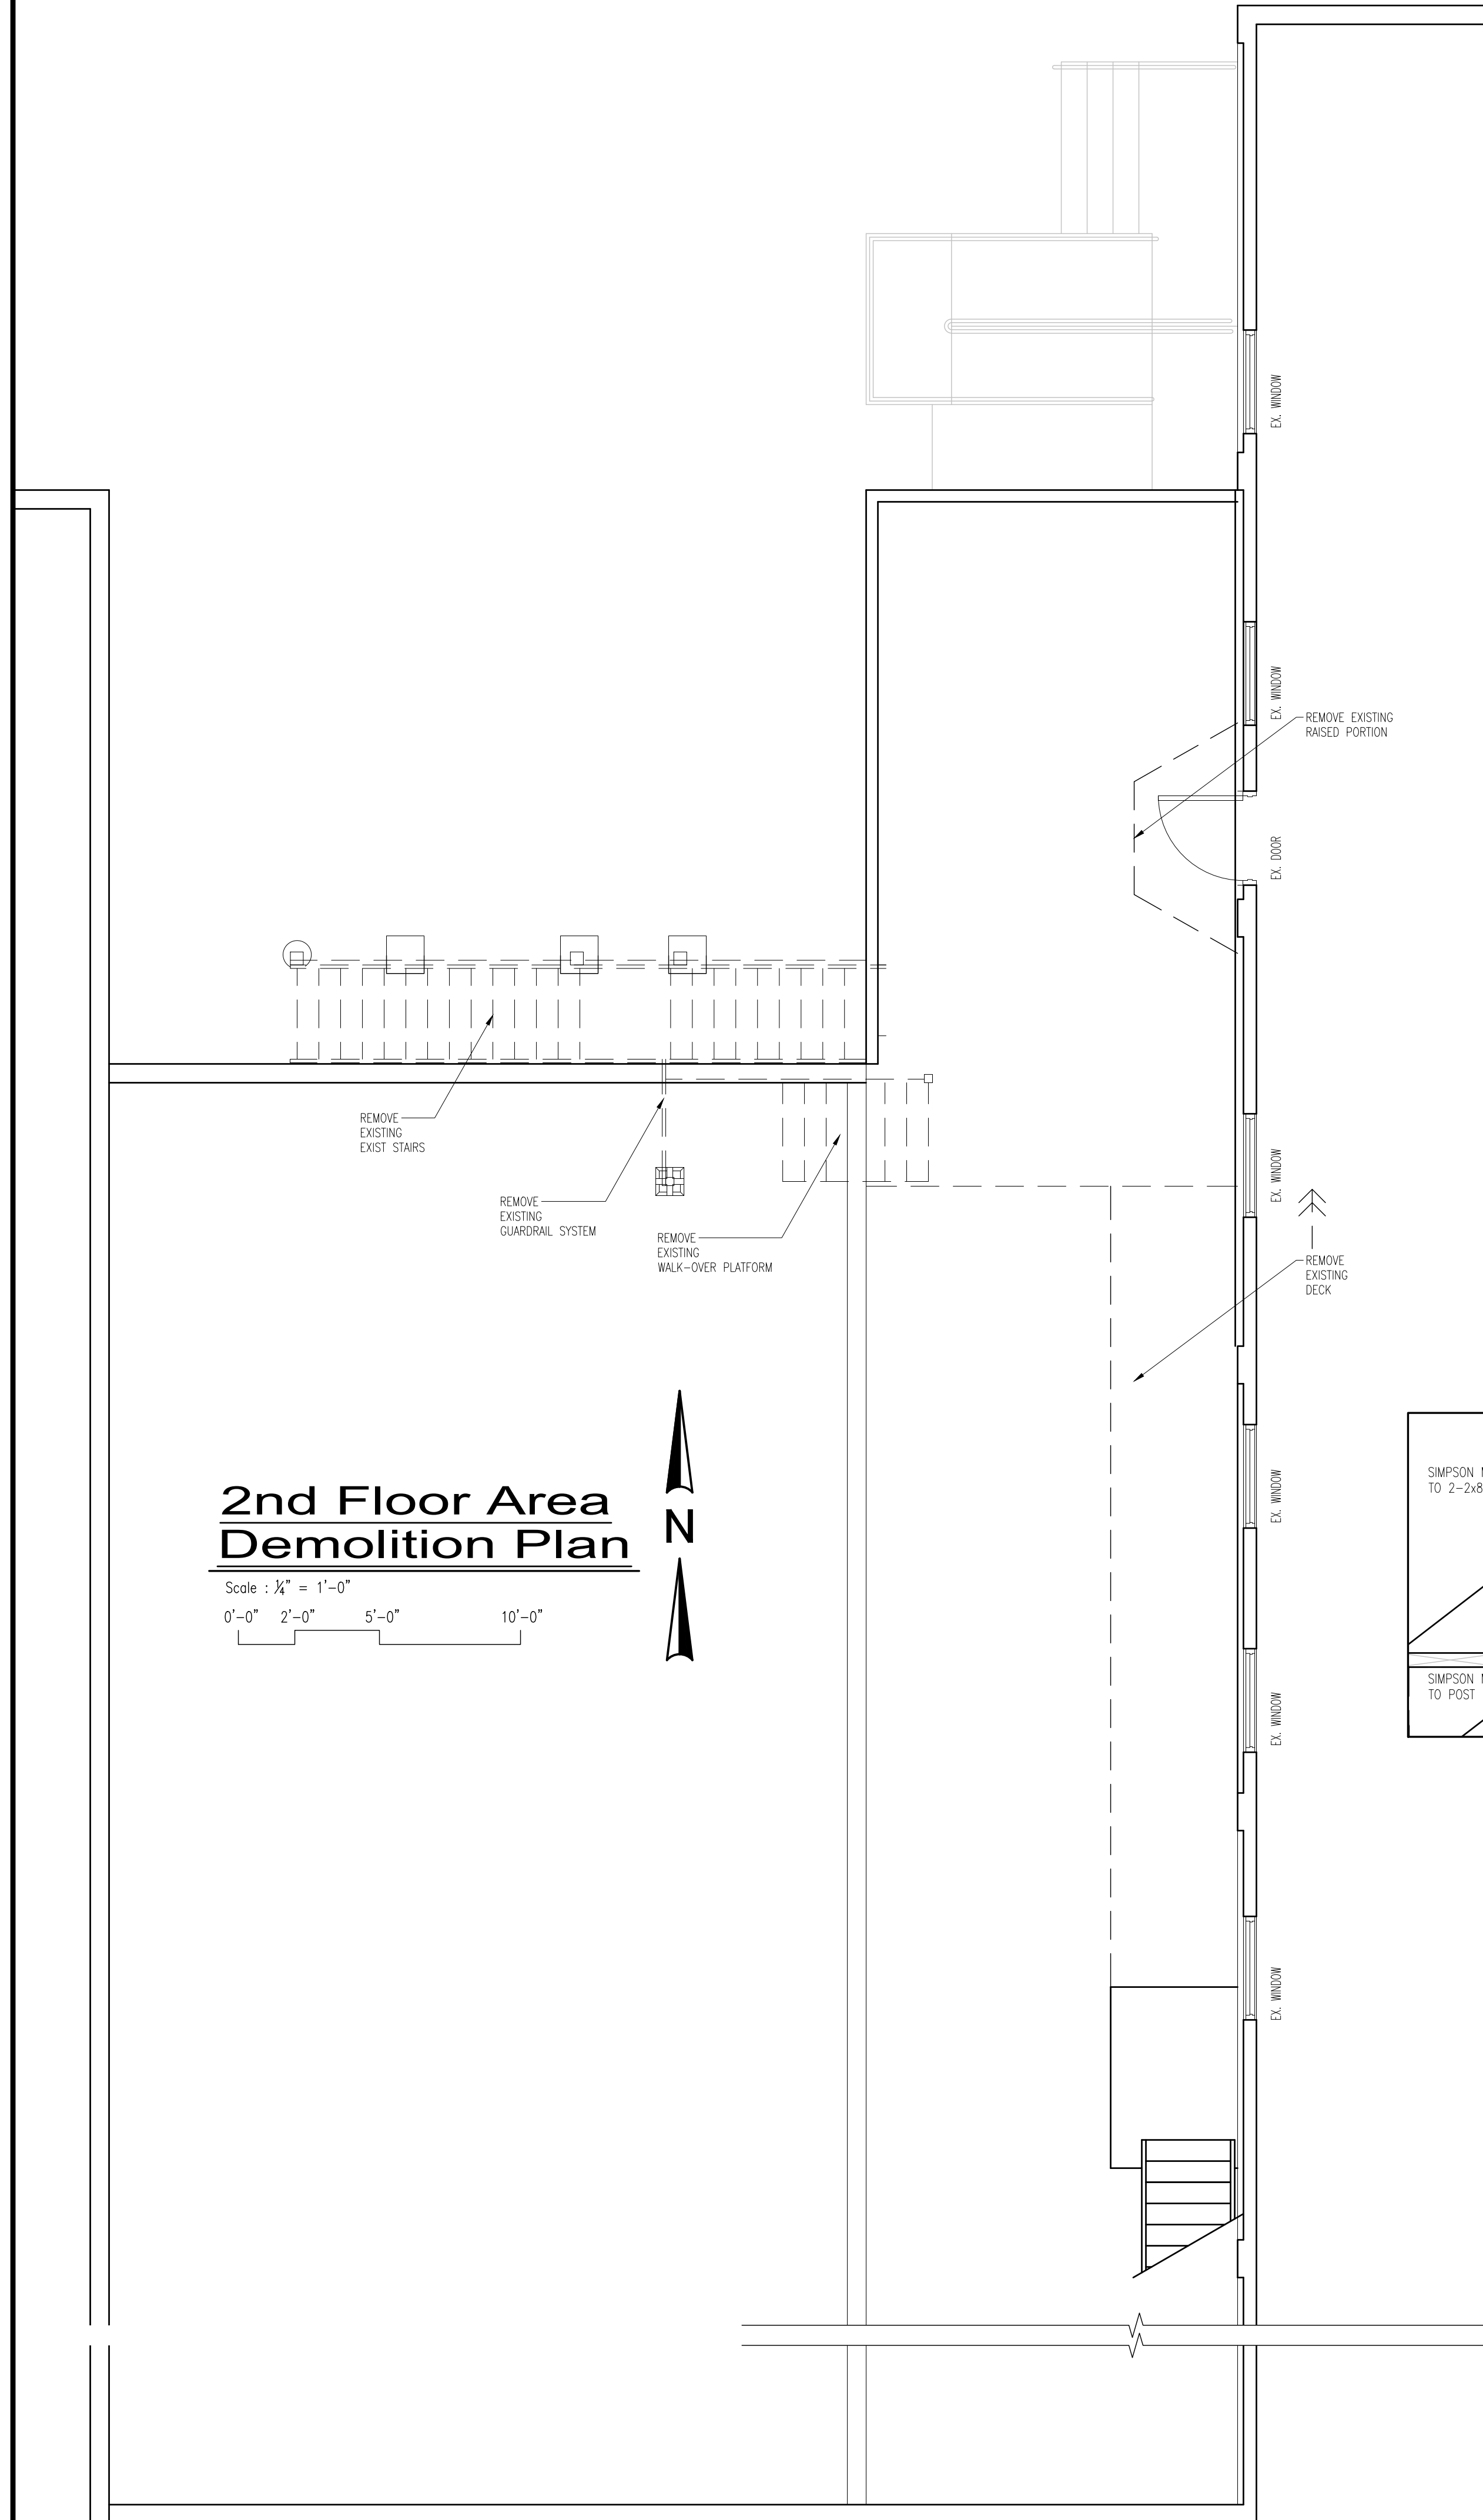 EX. WINDOW
EX. WINDOW
REMOVE EXISTING
RAISED PORTION
EX. DOOR
REMOVE
EXISTING
EXIST STAIRS
REMOVE
EXISTING
GUARDRAIL SYSTEM
REMOVE
EXISTING
WALK-OVER PLATFORM
EX. WINDOW
REMOVE
EXISTING
DECK
2nd Floor Area
Demolition Plan
Scale : 1/4" = 1'-0"
0'-0" 2'-0" 5'-0" 10'-0"
N
EX. WINDOW
SIMPSON
TO 2-2x8
EX. WINDOW
SIMPSON
TO POST
EX. WINDOW